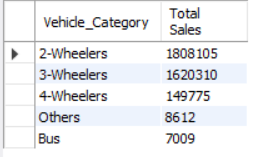 Vehicle_Category Total Sales
2-Wheelers 1808105
3-Wheelers 1620310
4-Wheelers 149775
Others 8612
Bus 7009